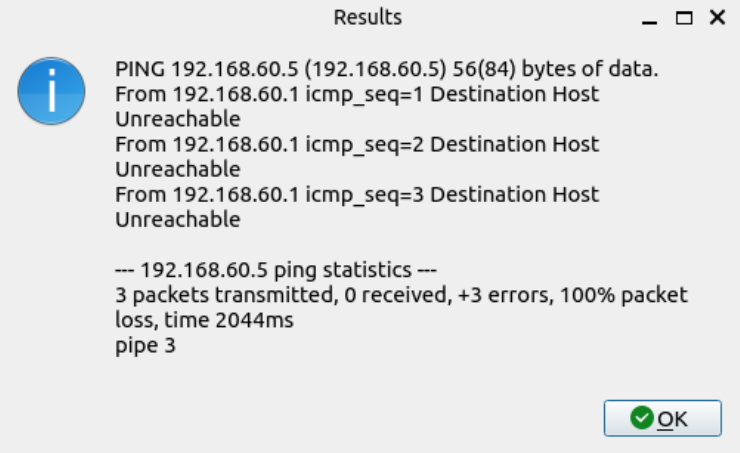 Results
PING 192.168.60.5 (192.168.60.5) 56(84) bytes of data.
From 192.168.60.1 icmp_seq=1 Destination Host
Unreachable
From 192.168.60.1 icmp_seq=2 Destination Host
Unreachable
From 192.168.60.1 icmp_seq=3 Destination Host
Unreachable
--- 192.168.60.5 ping statistics ---
3 packets transmitted, 0 received, +3 errors, 100% packet
loss, time 2044ms
pipe 3
OK